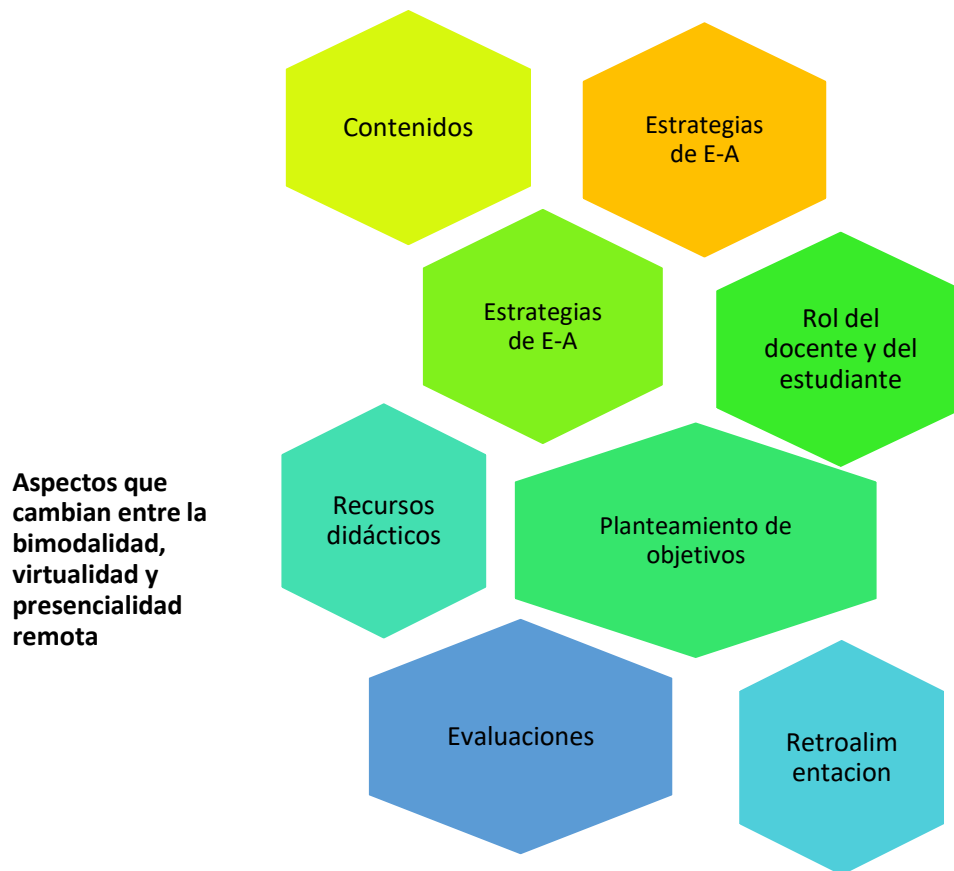 Contenidos
Estrategias
de E-A
Estrategias
de E-A
Rol del
docente y del
estudiante
Aspectos que
cambian entre la
bimodalidad,
virtualidad y
presencialidad
remota
Recursos
didácticos
Planteamiento de
objetivos
Evaluaciones
Retroalim
entacion